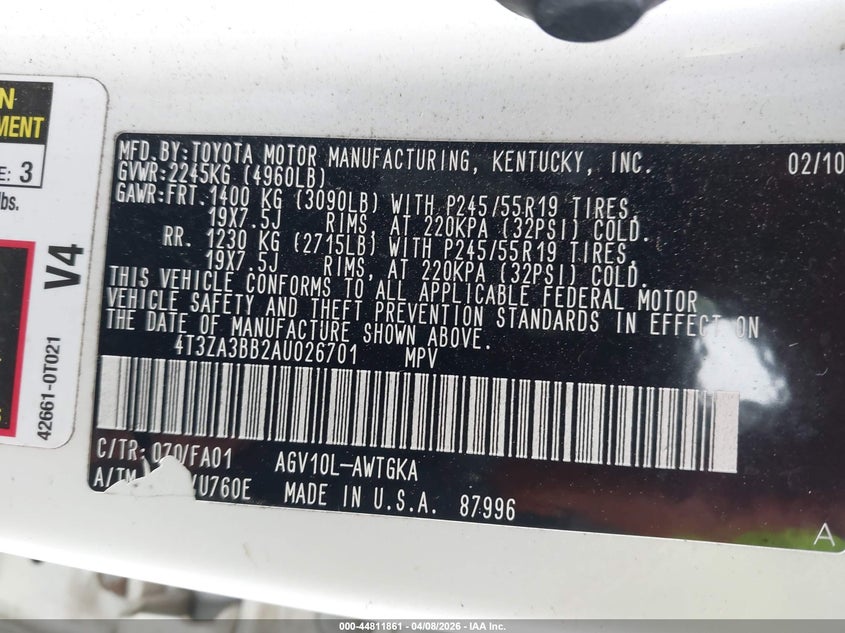 N
MENT
E: 3
lbs.
V4
42661-0T021
MFD.BY:TOYOTA MOTOR MANUFACTURING, KENTUCKY, INC. 02/10
GVWR:2245KG (4960LB)
GAWR:FRT.1400 KG (3090LB) WITH P245/55R19 TIRES,
19X7.5J RIMS, AT 220KPA (32PSI) COLD.
RR. 1230 KG (2715LB) WITH P245/55R19 TIRES,
19X7.5J RIMS, AT 220KPA (32PSI) COLD.
THIS VEHICLE CONFORMS TO ALL APPLICABLE FEDERAL MOTOR
VEHICLE SAFETY AND THEFT PREVENTION STANDARDS IN EFFECT ON
THE DATE OF MANUFACTURE SHOWN ABOVE.
4T3ZA3BB2AU026701 MPV
C/TR: 070/FA01 AGV10L-AWTGKA
A/TM /U760E MADE IN U.S.A. 87996
A
000-44811861 04/08/2026 IAA Inc.